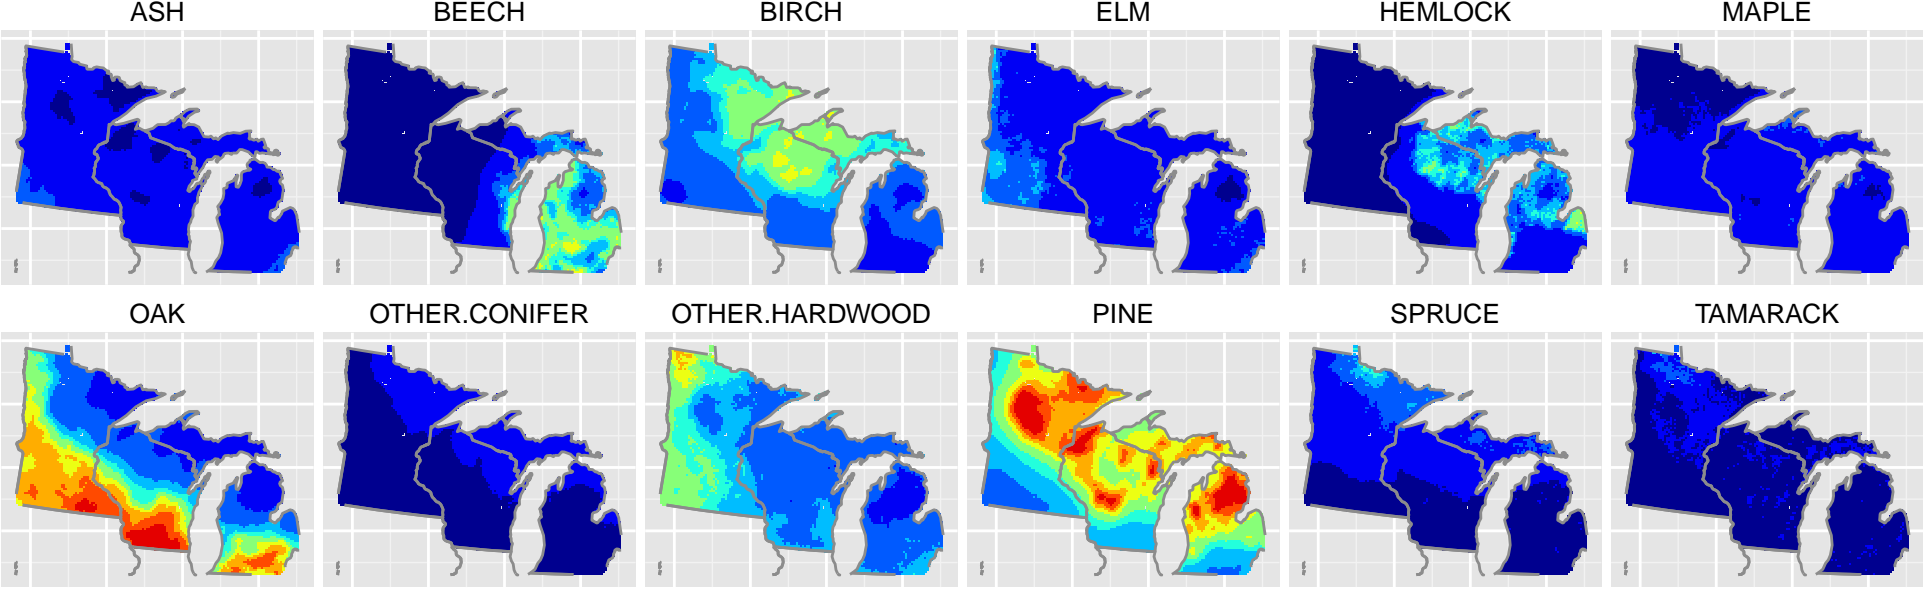 ASH BEECH BIRCH ELM HEMLOCK MAPLE
OAK OTHER.CONIFER OTHER.HARDWOOD PINE SPRUCE TAMARACK